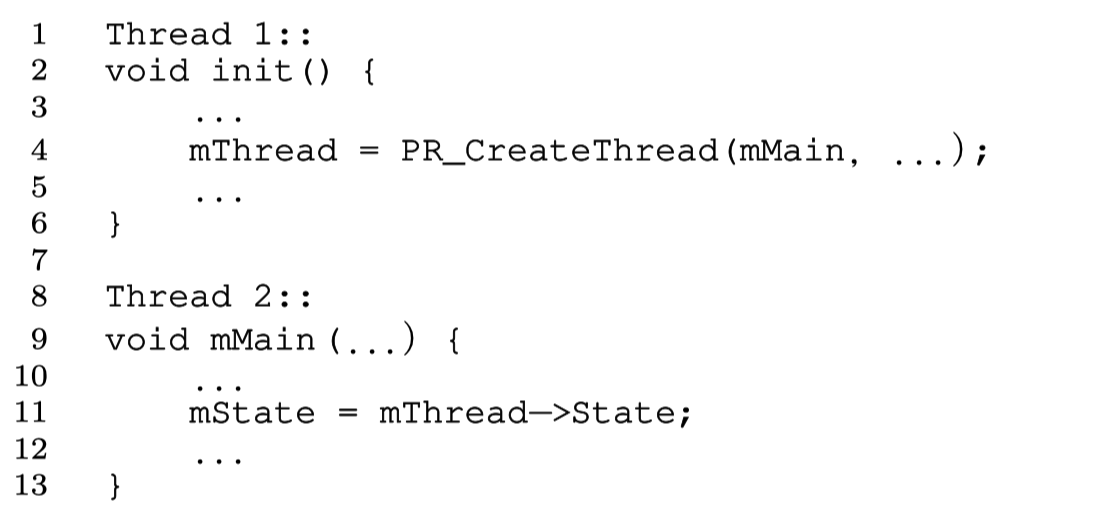 1 Thread 1::
2 void init() {
3 ...
4 mThread = PR_CreateThread(mMain, ...);
5 ...
6 }
7
8 Thread 2::
9 void mMain(...) {
10 ...
11 mState = mThread->State;
12 ...
13 }